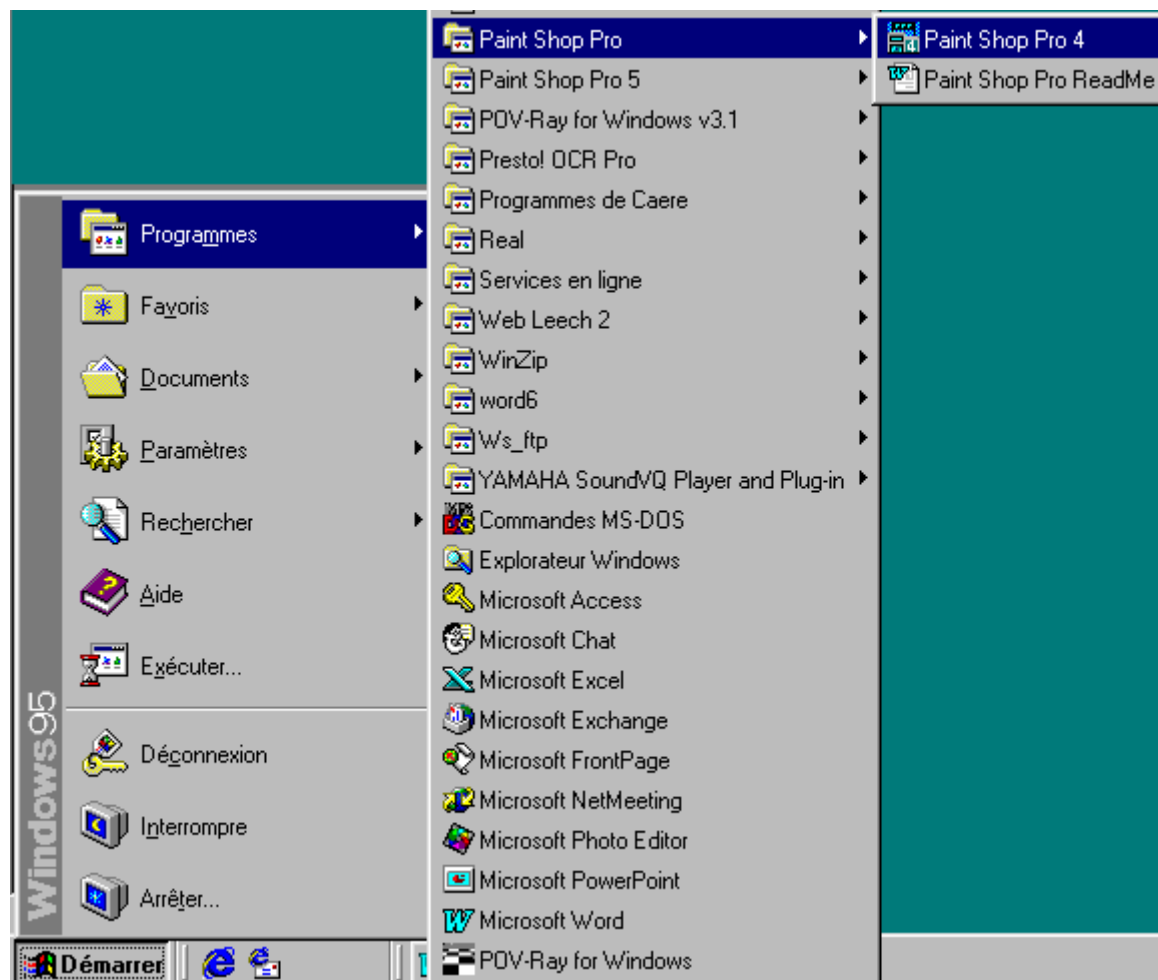 Programmes
Favoris
Documents
Paramètres
Rechercher
Aide
Exécuter...
Déconnexion
Interrompre
Arrêter...
Windows95
Démarrer
Paint Shop Pro
Paint Shop Pro 5
POV-Ray for Windows v3.1
Presto! OCR Pro
Programmes de Caere
Real
Services en ligne
Web Leech 2
WinZip
word6
Ws_ftp
YAMAHA SoundVQ Player and Plug-in
Commandes MS-DOS
Explorateur Windows
Microsoft Access
Microsoft Chat
Microsoft Excel
Microsoft Exchange
Microsoft FrontPage
Microsoft NetMeeting
Microsoft Photo Editor
Microsoft PowerPoint
Microsoft Word
POV-Ray for Windows
Paint Shop Pro 4
Paint Shop Pro ReadMe